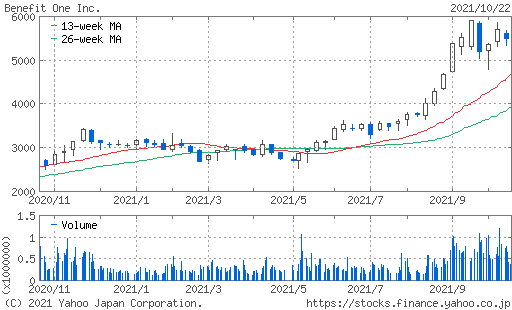 Benefit One Inc. 2021/10/22
6000
13-week MA
26-week MA
5000
4000
3000
2000
2020/11 2021/1 2021/3 2021/5 2021/7 2021/9
1.5
Volume
1
0.5
0
(x1000000)
2020/11 2021/1 2021/3 2021/5 2021/7 2021/9
(C) 2021 Yahoo Japan Corporation. https://stocks.finance.yahoo.co.jp/